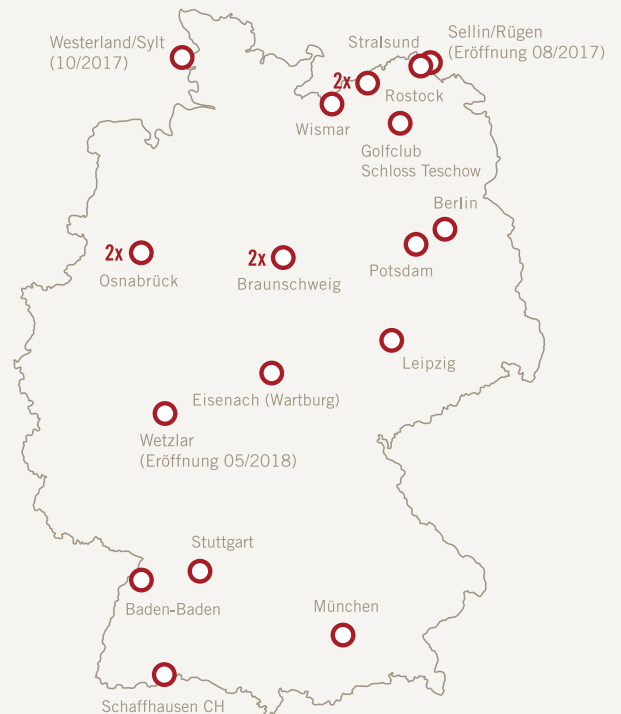 Westerland/Sylt
(10/2017)
Stralsund
Sellin/Rügen
(Eröffnung 08/2017)
2x
Rostock
Wismar
Golfclub
Schloss Teschow
Berlin
2x
Osnabrück
2x
Braunschweig
Potsdam
Leipzig
Eisenach (Wartburg)
Wetzlar
(Eröffnung 05/2018)
Stuttgart
Baden-Baden
München
Schaffhausen CH